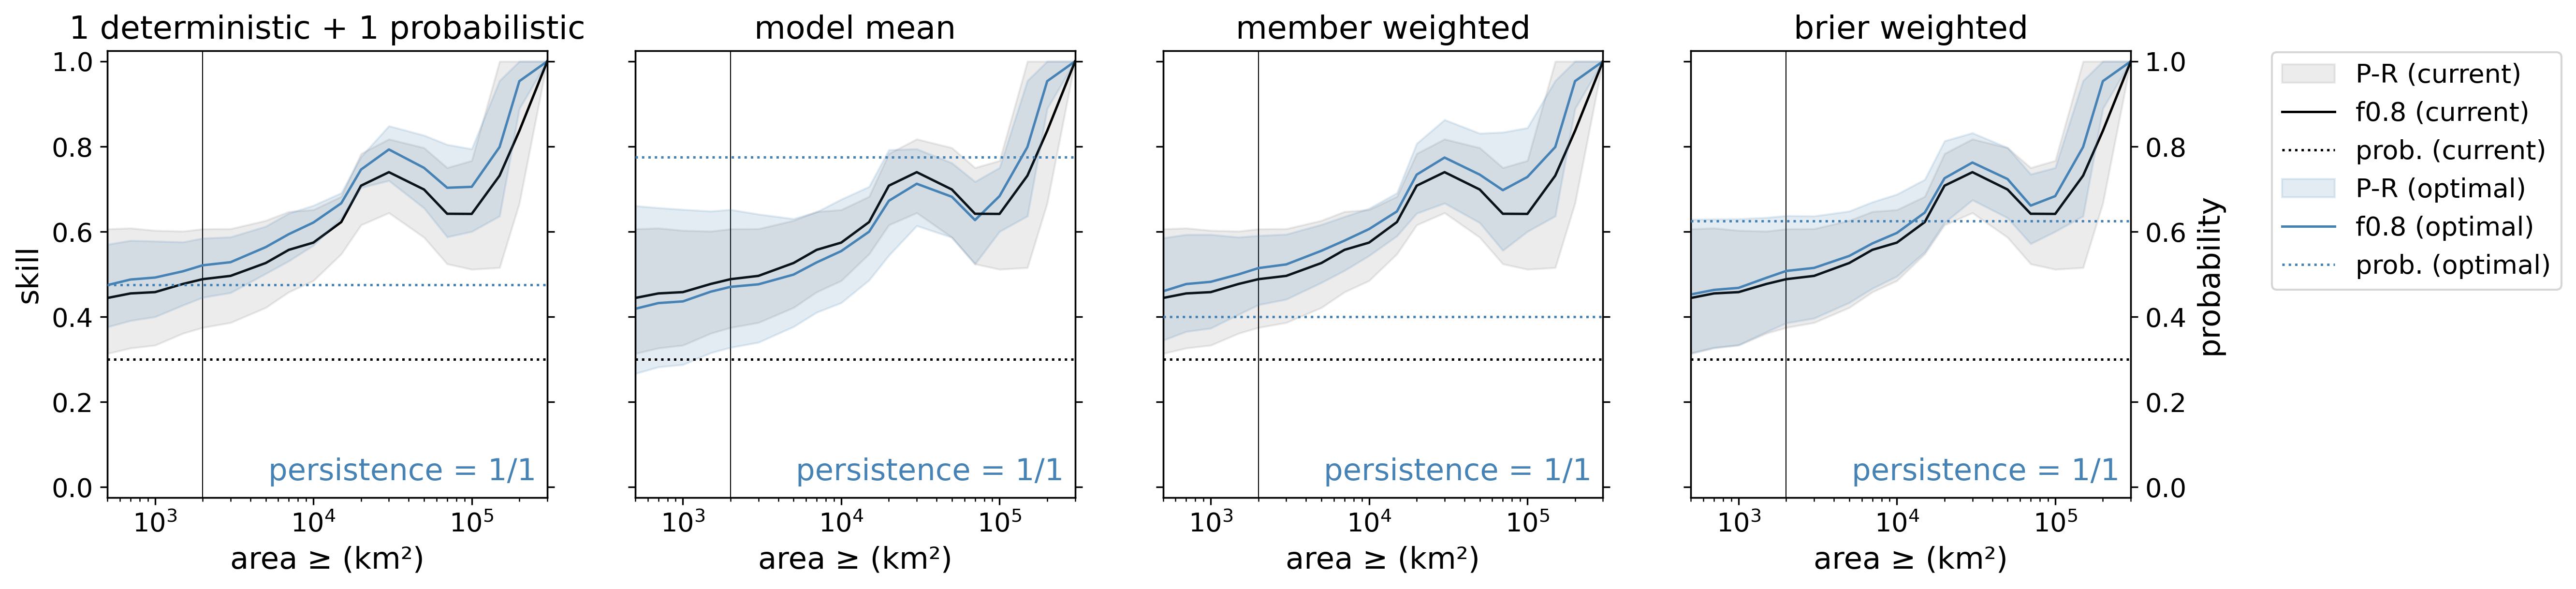 1 deterministic + 1 probabilistic
model mean
member weighted
brier weighted
skill
1.0
0.8
0.6
0.4
0.2
0.0
persistence = 1/1
10³
10⁴
10⁵
area ≥ (km²)
persistence = 1/1
10³
10⁴
10⁵
area ≥ (km²)
persistence = 1/1
10³
10⁴
10⁵
area ≥ (km²)
persistence = 1/1
10³
10⁴
10⁵
area ≥ (km²)
1.0
0.8
0.6
0.4
0.2
0.0
probability
P-R (current)
f0.8 (current)
prob. (current)
P-R (optimal)
f0.8 (optimal)
prob. (optimal)